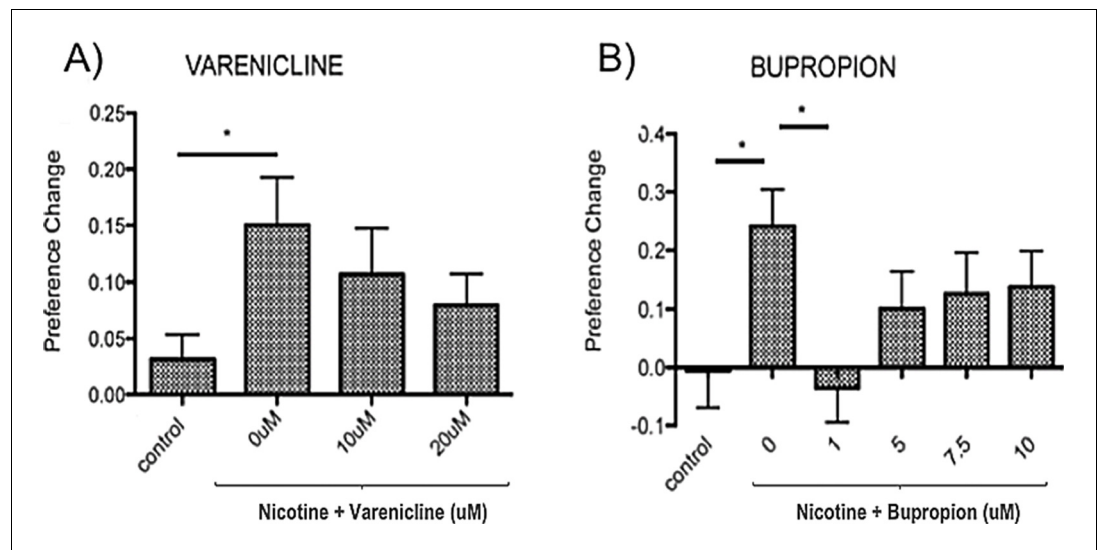 A)
VARENICLINE
Preference Change
0.25
0.20
0.15
0.10
0.05
0.00
*
control
0uM
10uM
20uM
Nicotine + Varenicline (uM)
B)
BUPROPION
Preference Change
0.4
0.3
0.2
0.1
0.0
-0.1
*
*
control
0
1
5
7.5
10
Nicotine + Bupropion (uM)